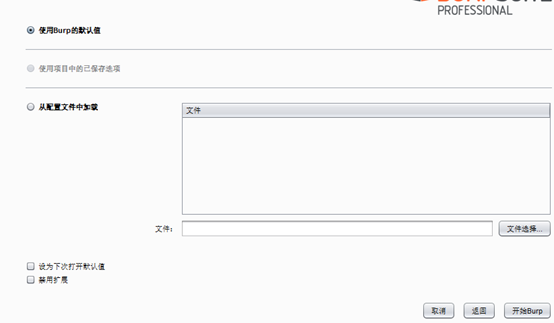 PROFESSIONAL
使用Burp的默认值
使用项目中的已保存选项
从配置文件中加载
文件
文件：
文件选择...
设为下次打开默认值
禁用扩展
取消
退回
开始Burp